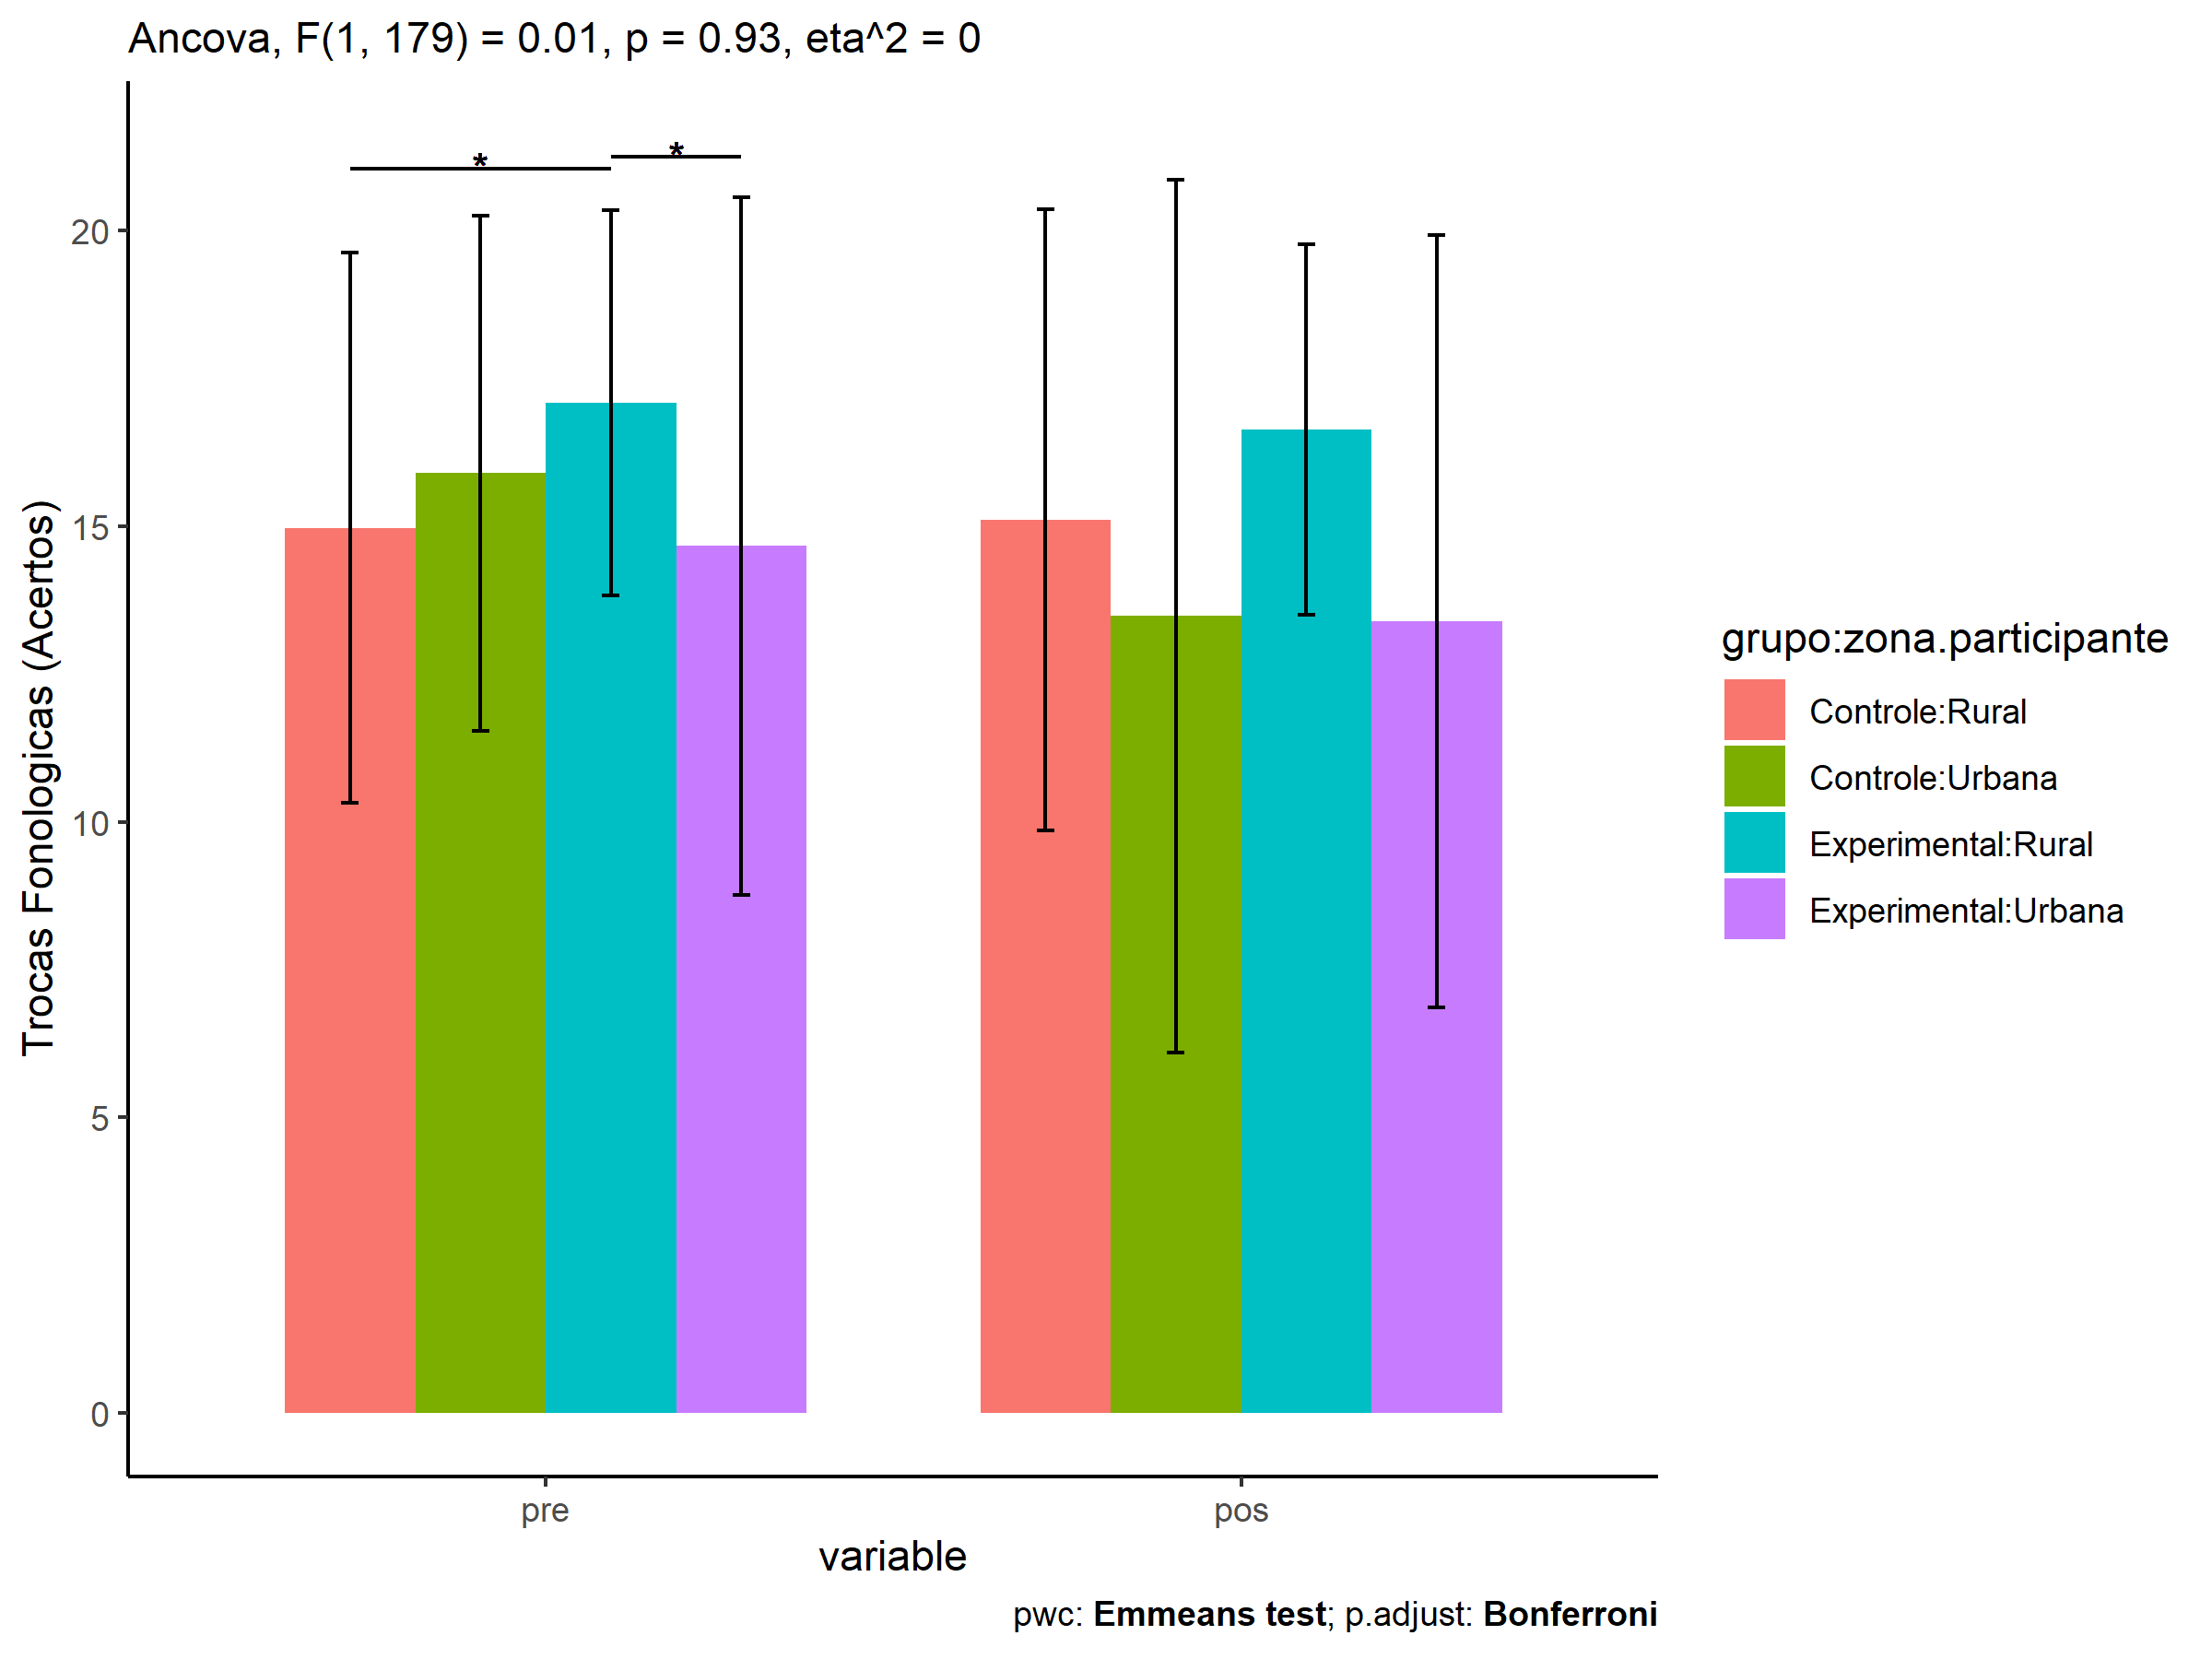 Ancova, F(1, 179) = 0.01, p = 0.93, eta^2 = 0
Trocas Fonologicas (Acertos)
20
15
10
5
0
*
*
pre
pos
variable
grupo:zona.participante
Controle:Rural
Controle:Urbana
Experimental:Rural
Experimental:Urbana
pwc: Emmeans test; p.adjust: Bonferroni